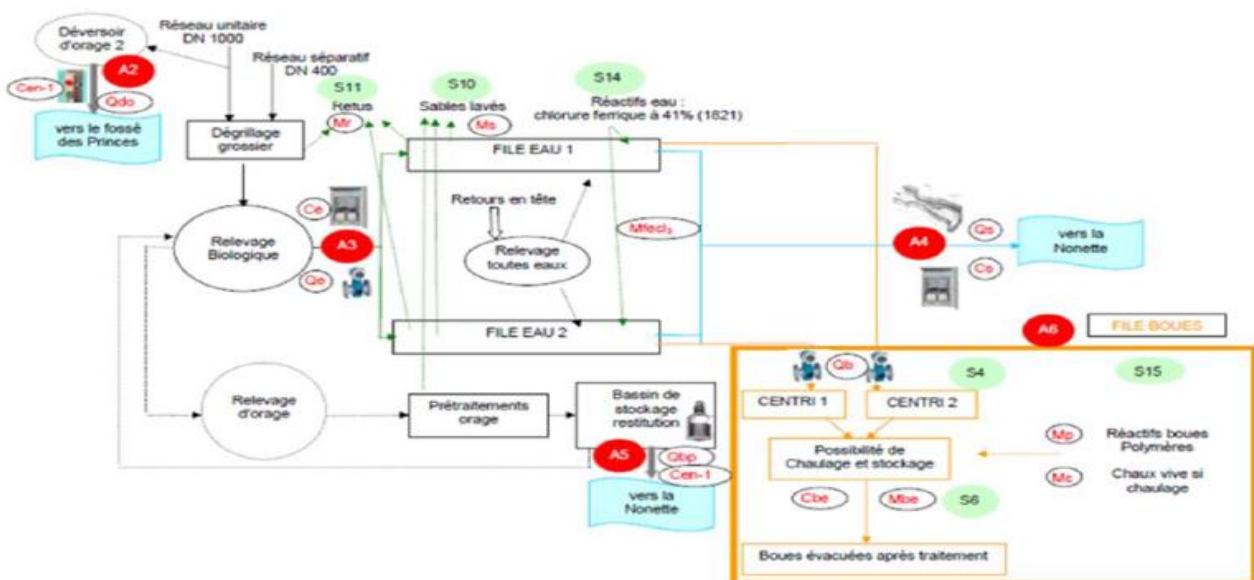 Déversoir
d'orage 2
Réseau unitaire
DN 1000
A2
Réseau séparatif
DN 400
Cen-1
Qdo
vers le fossé
des Princes
Dégrillage
grossier
S11
Refus
Mr
S10
Sables lavés
Ms
S14
Réactifs eau :
chlorure ferrique à 41% (1821)
FILE EAU 1
Retours en tête
Relevage
toutes eaux
Mfecl₃
Ce
A3
Qe
Relevage
Biologique
A4
Qs
Cs
vers la
Nonette
FILE EAU 2
A6
FILE BOUES
Relevage
d'orage
Prétraitements
orage
Bassin de
stockage
restitution
A5
Qbp
Cen-1
vers la
Nonette
Qb
S4
S15
CENTRI 1
CENTRI 2
Possibilité de
Chaulage et stockage
Mp
Réactifs boues
Polymères
Mc
Chaux vive si
chaulage
Cbe
Mbe
S6
Boues évacuées après traitement